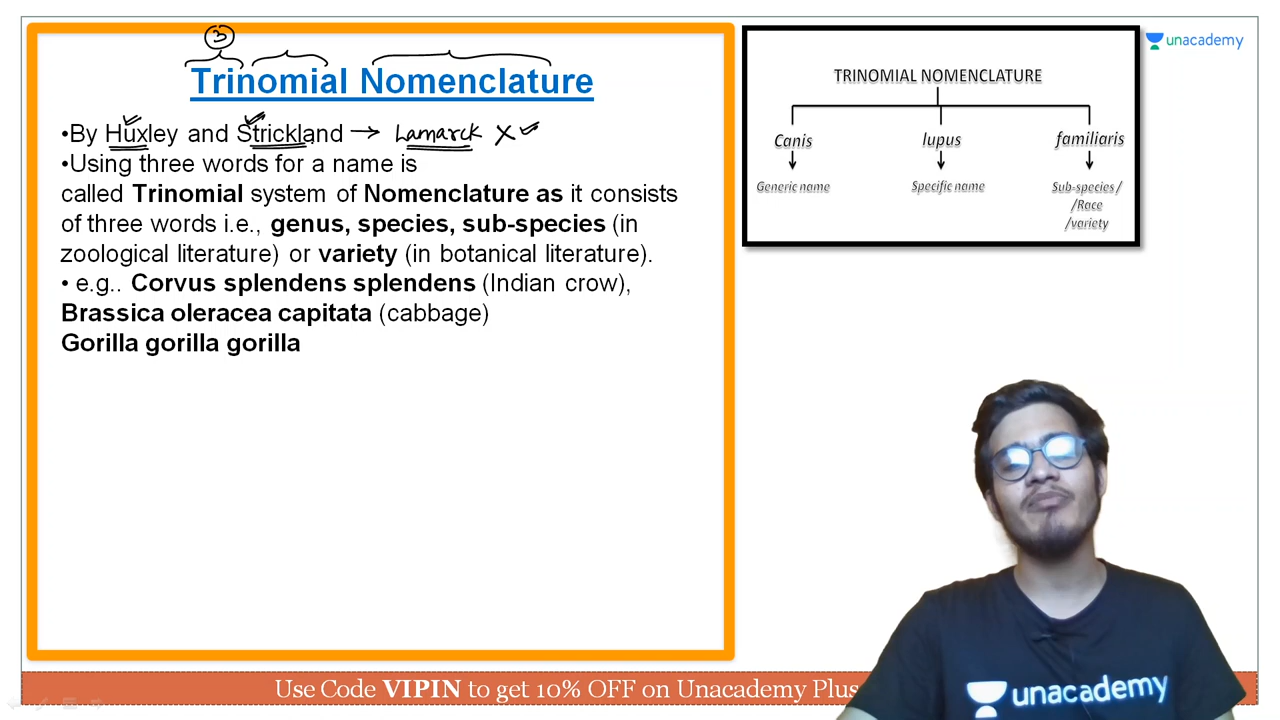 3
Trinomial Nomenclature
•By Huxley and Strickland → Lamarck X✓
•Using three words for a name is
called Trinomial system of Nomenclature as it consists
of three words i.e., genus, species, sub-species (in
zoological literature) or variety (in botanical literature).
• e.g.. Corvus splendens splendens (Indian crow),
Brassica oleracea capitata (cabbage)
Gorilla gorilla gorilla
TRINOMIAL NOMENCLATURE
Canis lupus familiaris
Generic name Specific name Sub-species /
/Race
/variety
unacademy
unacademy
Use Code VIPIN to get 10% OFF on Unacademy Plus